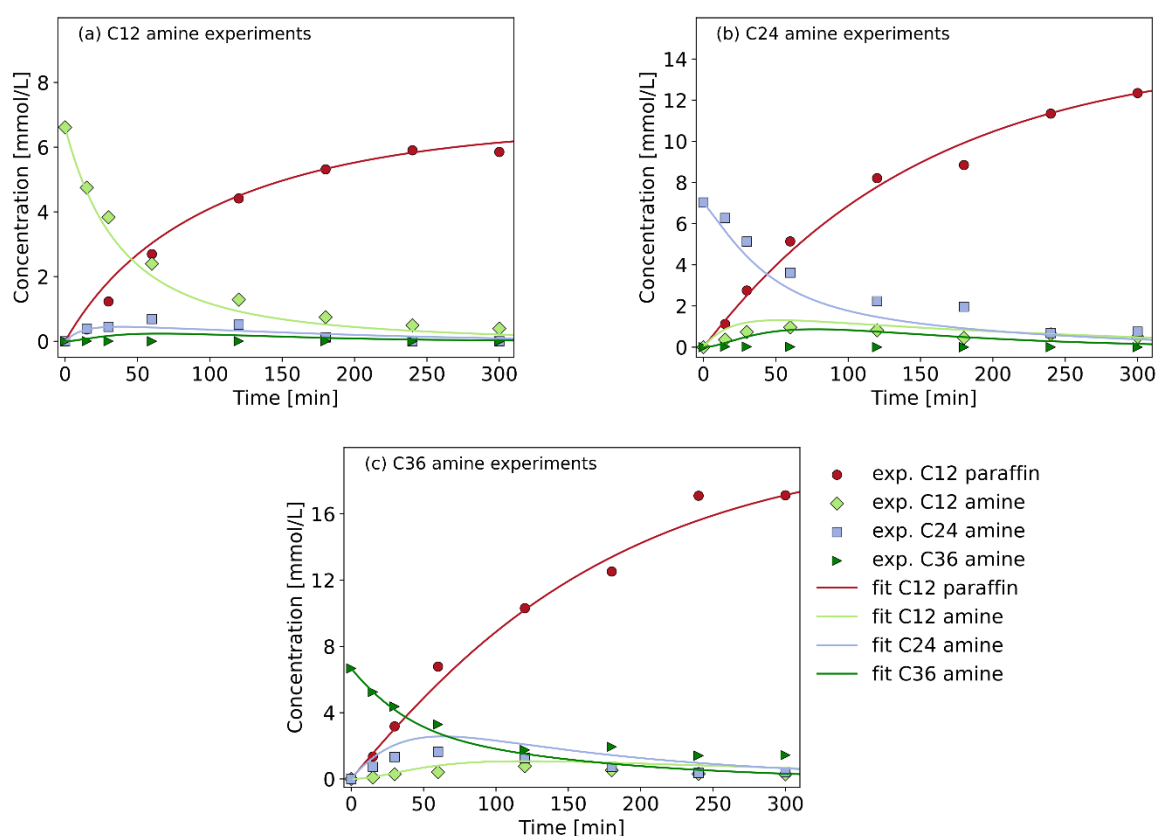 (a) C12 amine experiments
Concentration [mmol/L]
8
6
4
2
0
0 50 100 150 200 250 300
Time [min]
(b) C24 amine experiments
Concentration [mmol/L]
14
12
10
8
6
4
2
0
0 50 100 150 200 250 300
Time [min]
(c) C36 amine experiments
Concentration [mmol/L]
16
12
8
4
0
0 50 100 150 200 250 300
Time [min]
exp. C12 paraffin
exp. C12 amine
exp. C24 amine
exp. C36 amine
fit C12 paraffin
fit C12 amine
fit C24 amine
fit C36 amine